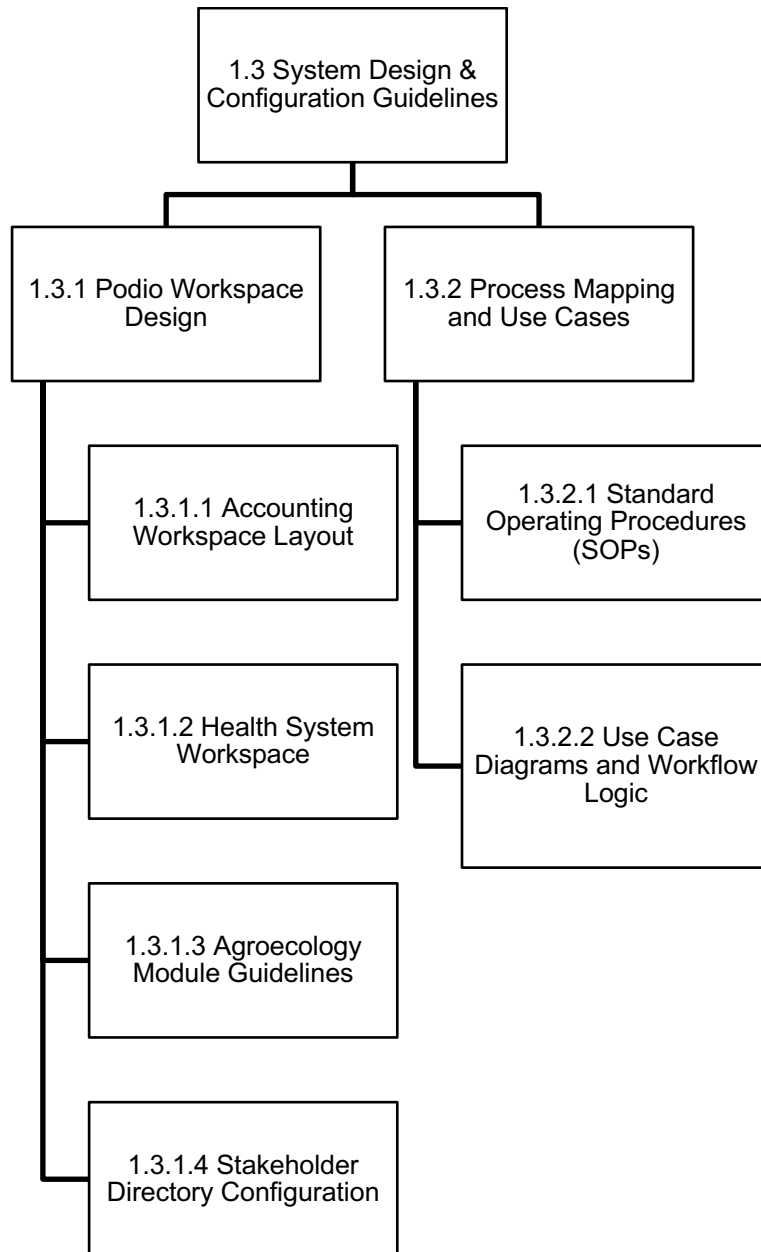 1.3 System Design &
Configuration Guidelines
1.3.1 Podio Workspace
Design
1.3.2 Process Mapping
and Use Cases
1.3.1.1 Accounting
Workspace Layout
1.3.2.1 Standard
Operating Procedures
(SOPs)
1.3.1.2 Health System
Workspace
1.3.2.2 Use Case
Diagrams and Workflow
Logic
1.3.1.3 Agroecology
Module Guidelines
1.3.1.4 Stakeholder
Directory Configuration